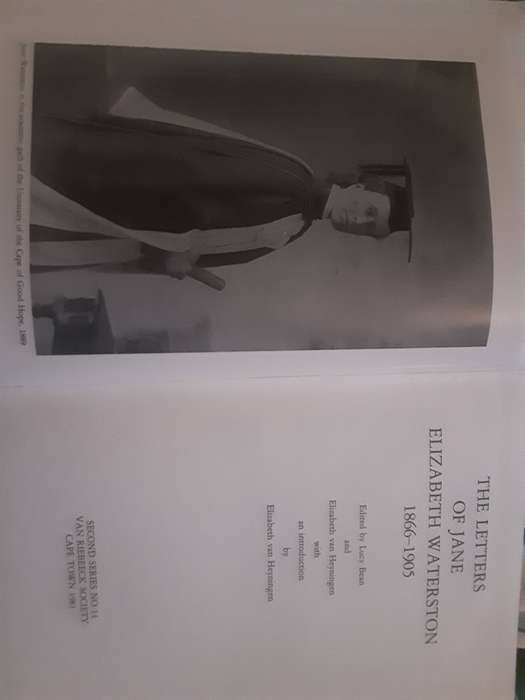 Jane Waterston in the academic garb of the University of the Cape of Good Hope, 1889
THE LETTERS
OF JANE
ELIZABETH WATERSTON
1866–1905
Edited by Lucy Bean
and
Elizabeth van Heyningen
with
an introduction
by
Elizabeth van Heyningen
SECOND SERIES NO 14
VAN RIEBEECK SOCIETY
CAPE TOWN 1983